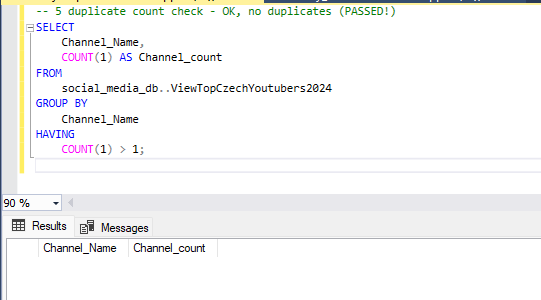 -- 5 duplicate count check - OK, no duplicates (PASSED!)
SELECT
Channel_Name,
COUNT(1) AS Channel_count
FROM
social_media_db..ViewTopCzechYoutubers2024
GROUP BY
Channel_Name
HAVING
COUNT(1) > 1;
90 %
Results Messages
Channel_Name Channel_count